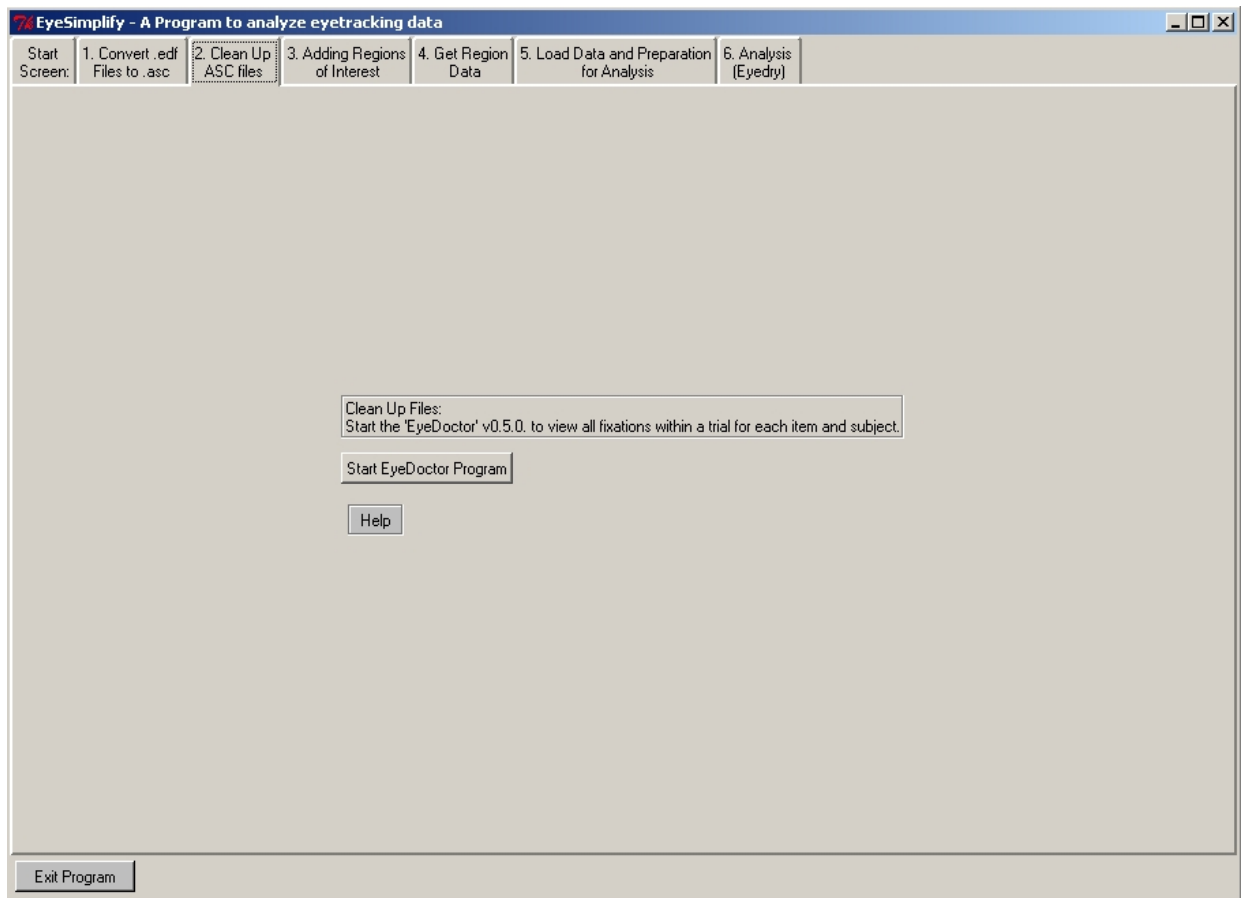 EyeSimplify - A Program to analyze eyetracking data
Start
Screen:
1. Convert .edf
Files to .asc
2. Clean Up
ASC files
3. Adding Regions
of Interest
4. Get Region
Data
5. Load Data and Preparation
for Analysis
6. Analysis
(Eyedry)
Clean Up Files:
Start the 'EyeDoctor' v0.5.0. to view all fixations within a trial for each item and subject.
Start EyeDoctor Program
Help
Exit Program